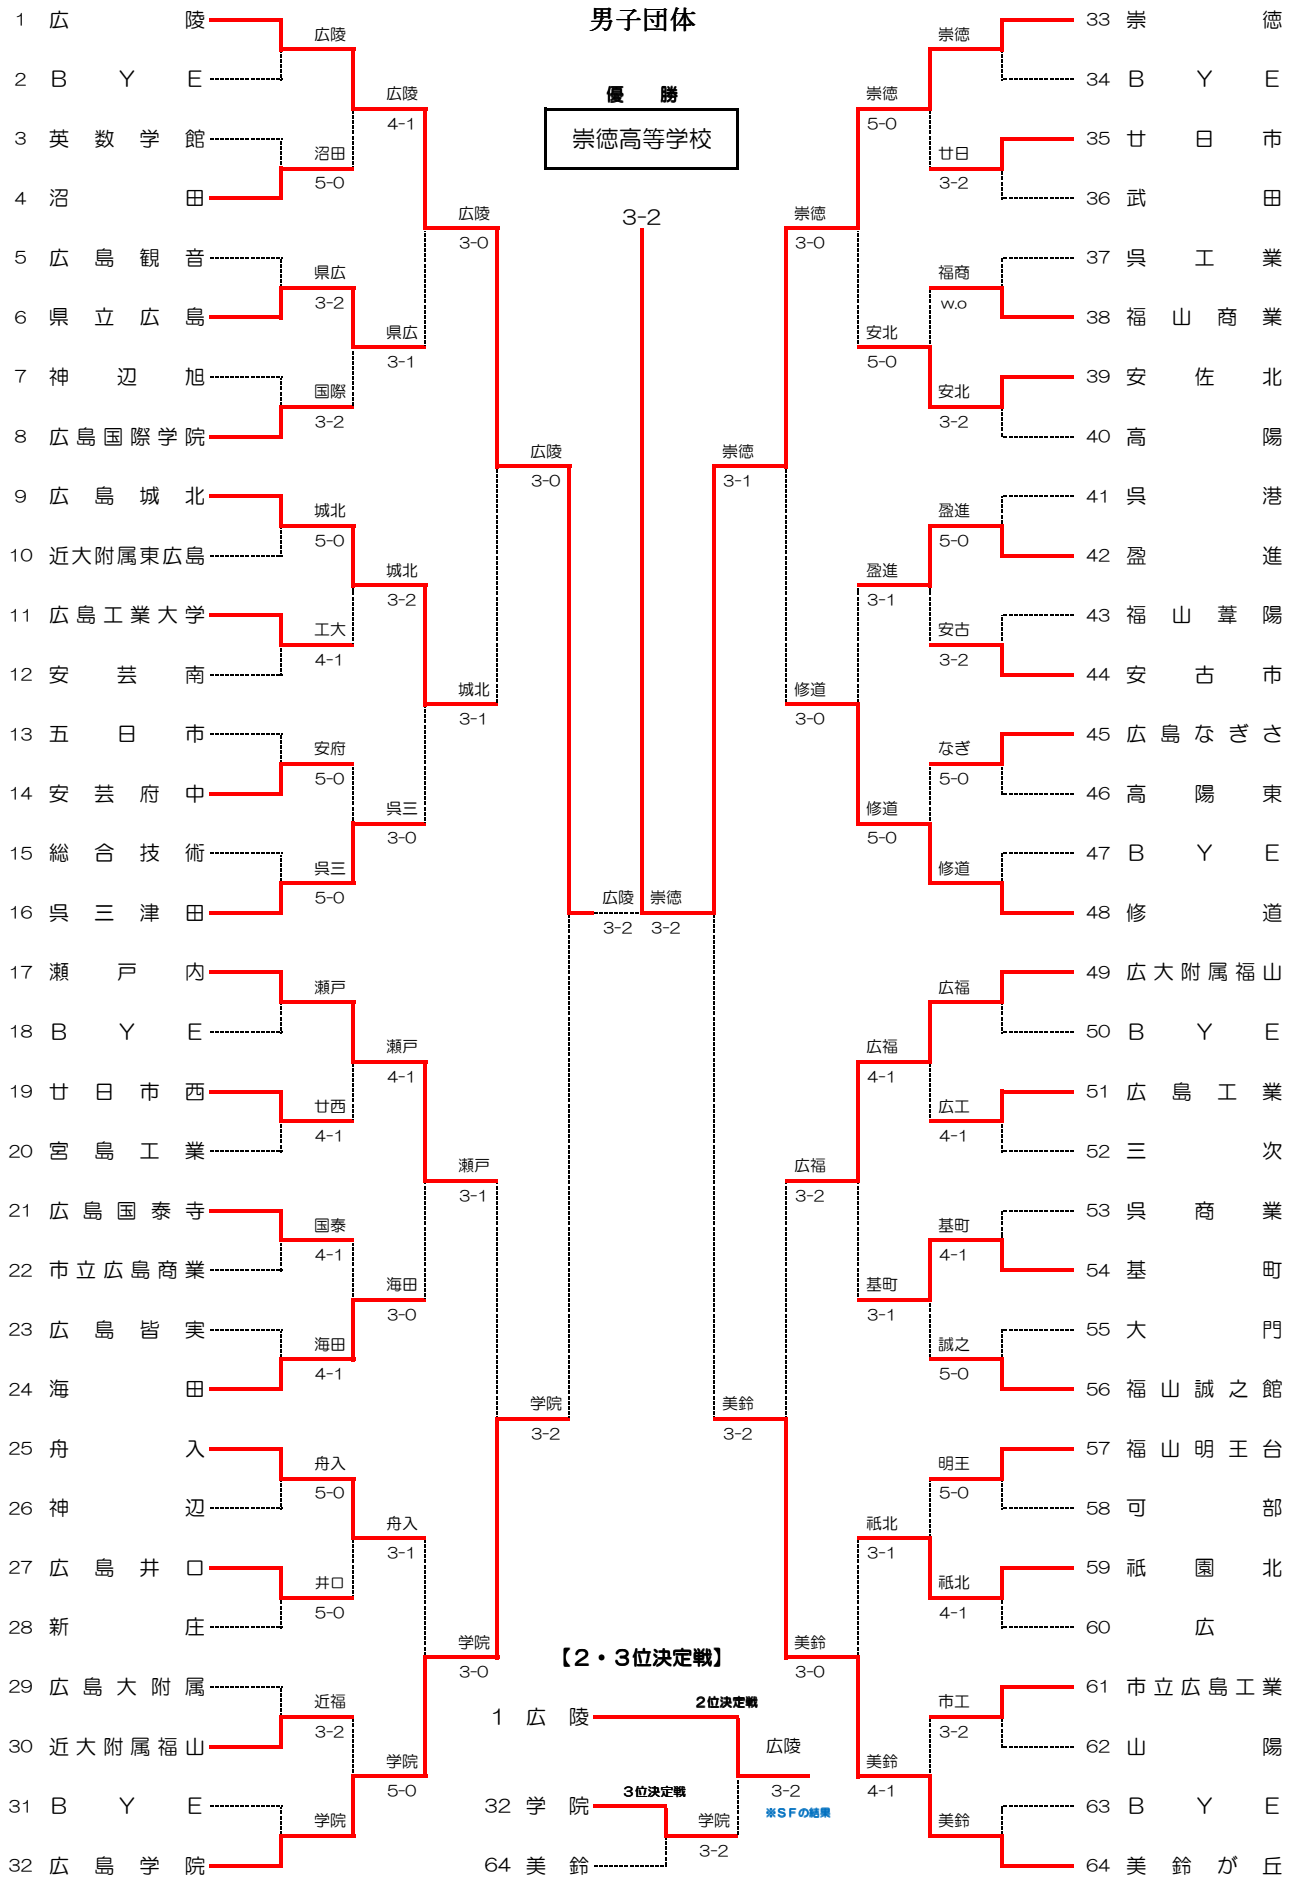 男子団体
優　勝
崇徳高等学校
3-2
1 広陵
2 ＢＹＥ
3 英数学館
4 沼田
5 広島観音
6 県立広島
7 神辺旭
8 広島国際学院
9 広島城北
10 近大附属東広島
11 広島工業大学
12 安芸南
13 五日市
14 安芸府中
15 総合技術
16 呉三津田
17 瀬戸内
18 ＢＹＥ
19 廿日市西
20 宮島工業
21 広島国泰寺
22 市立広島商業
23 広島皆実
24 海田
25 舟入
26 神辺
27 広島井口
28 新庄
29 広島大附属
30 近大附属福山
31 ＢＹＥ
32 広島学院
広陵
沼田
5-0
県広
3-2
国際
3-2
城北
5-0
工大
4-1
安府
5-0
呉三
5-0
瀬戸
廿西
4-1
国泰
4-1
海田
4-1
舟入
5-0
井口
5-0
近福
3-2
学院
広陵
4-1
県広
3-1
城北
3-2
呉三
3-0
瀬戸
4-1
海田
3-0
舟入
3-1
学院
5-0
広陵
3-0
城北
3-1
瀬戸
3-1
学院
3-0
広陵
3-0
学院
3-2
広陵
3-2
崇徳
3-2
崇徳
3-1
美鈴
3-2
崇徳
3-0
修道
3-0
広福
3-2
美鈴
3-0
崇徳
5-0
安北
5-0
盈進
3-1
修道
5-0
広福
4-1
基町
3-1
祇北
3-1
美鈴
4-1
崇徳
廿日
3-2
福商
w.o
安北
3-2
盈進
5-0
安古
3-2
なぎ
5-0
修道
広福
広工
4-1
基町
4-1
誠之
5-0
明王
5-0
祇北
4-1
市工
3-2
美鈴
33 崇徳
34 ＢＹＥ
35 廿日市
36 武田
37 呉工業
38 福山商業
39 安佐北
40 高陽
41 呉港
42 盈進
43 福山葦陽
44 安古市
45 広島なぎさ
46 高陽東
47 ＢＹＥ
48 修道
49 広大附属福山
50 ＢＹＥ
51 広島工業
52 三次
53 呉商業
54 基町
55 大門
56 福山誠之館
57 福山明王台
58 可部
59 祇園北
60 広
61 市立広島工業
62 山陽
63 ＢＹＥ
64 美鈴が丘
【２・３位決定戦】
2位決定戦
1 広陵
広陵
3-2
※ＳＦの結果
3位決定戦
32 学院
学院
3-2
64 美鈴